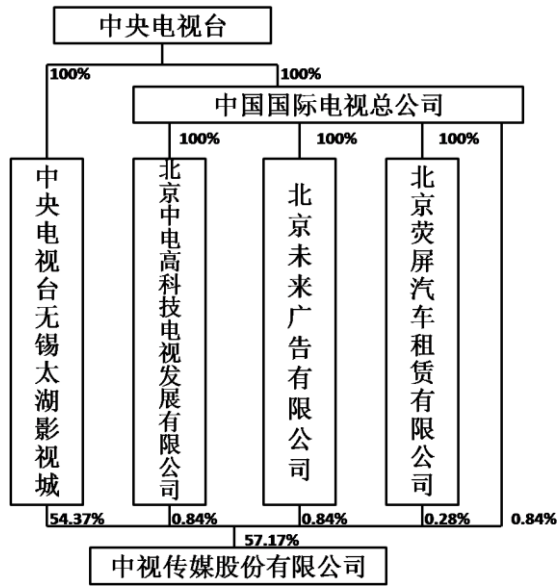 中央电视台
100%
100%
中国国际电视总公司
100%
100%
100%
中央电视台无锡太湖影视城
北京中电高科技电视发展有限公司
北京未来广告有限公司
北京荧屏汽车租赁有限公司
54.37%
0.84%
0.84%
0.28%
0.84%
57.17%
中视传媒股份有限公司